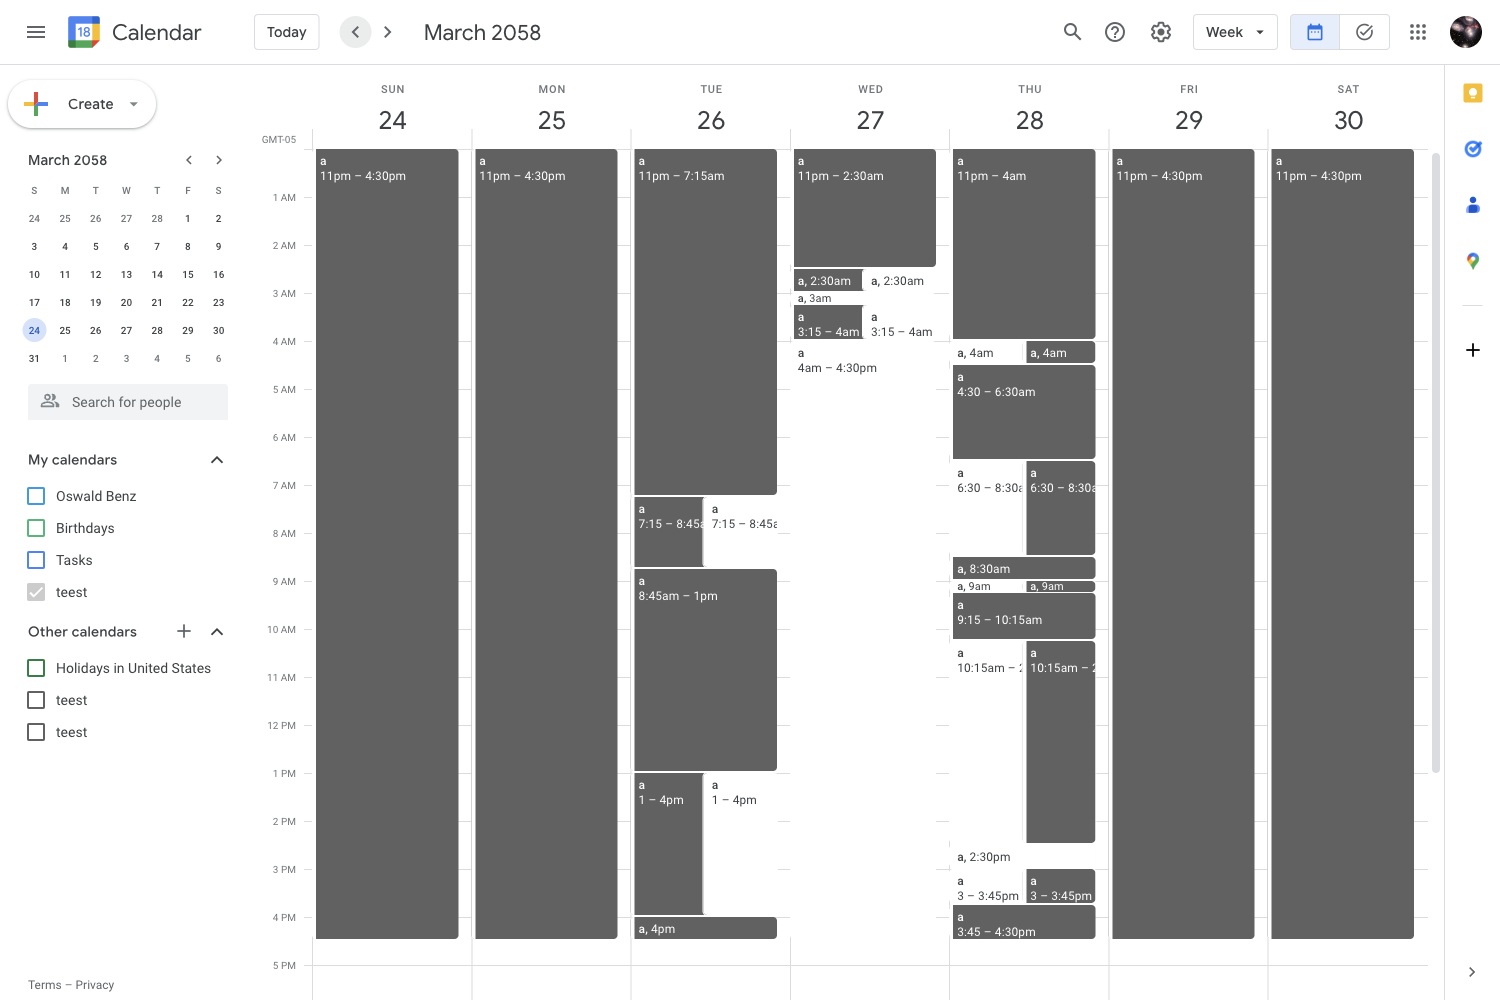 18 Calendar Today March 2058 Week
Create
March 2058
S M T W T F S
24 25 26 27 28 1 2
3 4 5 6 7 8 9
10 11 12 13 14 15 16
17 18 19 20 21 22 23
24 25 26 27 28 29 30
31 1 2 3 4 5 6
Search for people
My calendars
Oswald Benz
Birthdays
Tasks
teest
Other calendars
Holidays in United States
teest
teest
Terms – Privacy
SUN MON TUE WED THU FRI SAT
24 25 26 27 28 29 30
GMT-05
1 AM
2 AM
3 AM
4 AM
5 AM
6 AM
7 AM
8 AM
9 AM
10 AM
11 AM
12 PM
1 PM
2 PM
3 PM
4 PM
5 PM
a
11pm – 4:30pm
a
11pm – 4:30pm
a
11pm – 7:15am
a
7:15 – 8:45a
a
7:15 – 8:45a
a
8:45am – 1pm
a
1 – 4pm
a
1 – 4pm
a, 4pm
a
11pm – 2:30am
a, 2:30am
a, 2:30am
a, 3am
a
3:15 – 4am
a
3:15 – 4am
a
4am – 4:30pm
a
11pm – 4am
a, 4am
a, 4am
a
4:30 – 6:30am
a
6:30 – 8:30a
a
6:30 – 8:30a
a, 8:30am
a, 9am
a, 9am
a
9:15 – 10:15am
a
10:15am – 2
a
10:15am – 2
a, 2:30pm
a
3 – 3:45pm
a
3 – 3:45pm
a
3:45 – 4:30pm
a
11pm – 4:30pm
a
11pm – 4:30pm